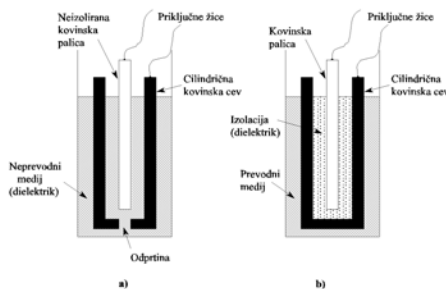 Neizolirana
kovinska
palica
Priključne žice
Cilindrična
kovinska cev
Neprevodni
medij
(dielektrik)
Odprtina
a)
Priključne žice
Kovinska
palica
Cilindrična
kovinska cev
Izolacija
(dielektrik)
Prevodni
medij
b)